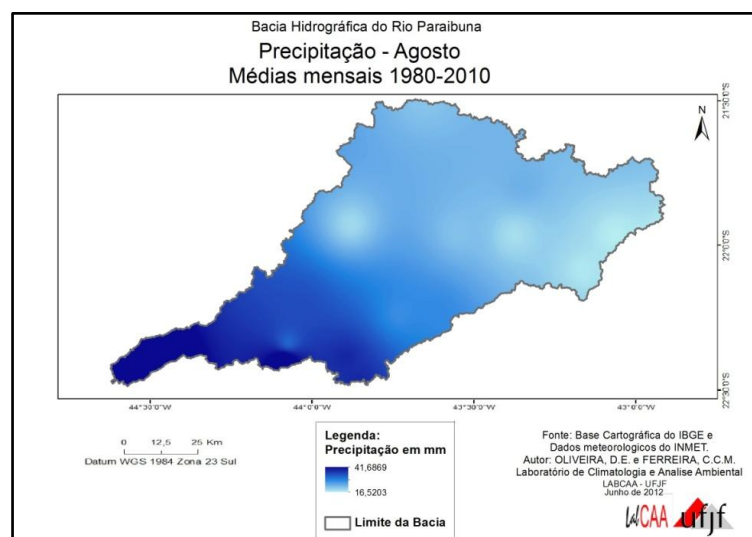 Bacia Hidrográfica do Rio Paraibuna
Precipitação - Agosto
Médias mensais 1980-2010
N
21°30'0"S
22°0'0"S
22°30'0"S
44°30'0"W
44°0'0"W
43°30'0"W
43°0'0"W
0 12,5 25 Km
Datum WGS 1984 Zona 23 Sul
Legenda:
Precipitação em mm
41,6869
16,5203
Limite da Bacia
Fonte: Base Cartográfica do IBGE e
Dados meteorologicos do INMET.
Autor: OLIVEIRA, D.E. e FERREIRA, C.C.M.
Laboratório de Climatologia e Analise Ambiental
LABCAA - UFJF
Junho de 2012
LabCAA ufjf